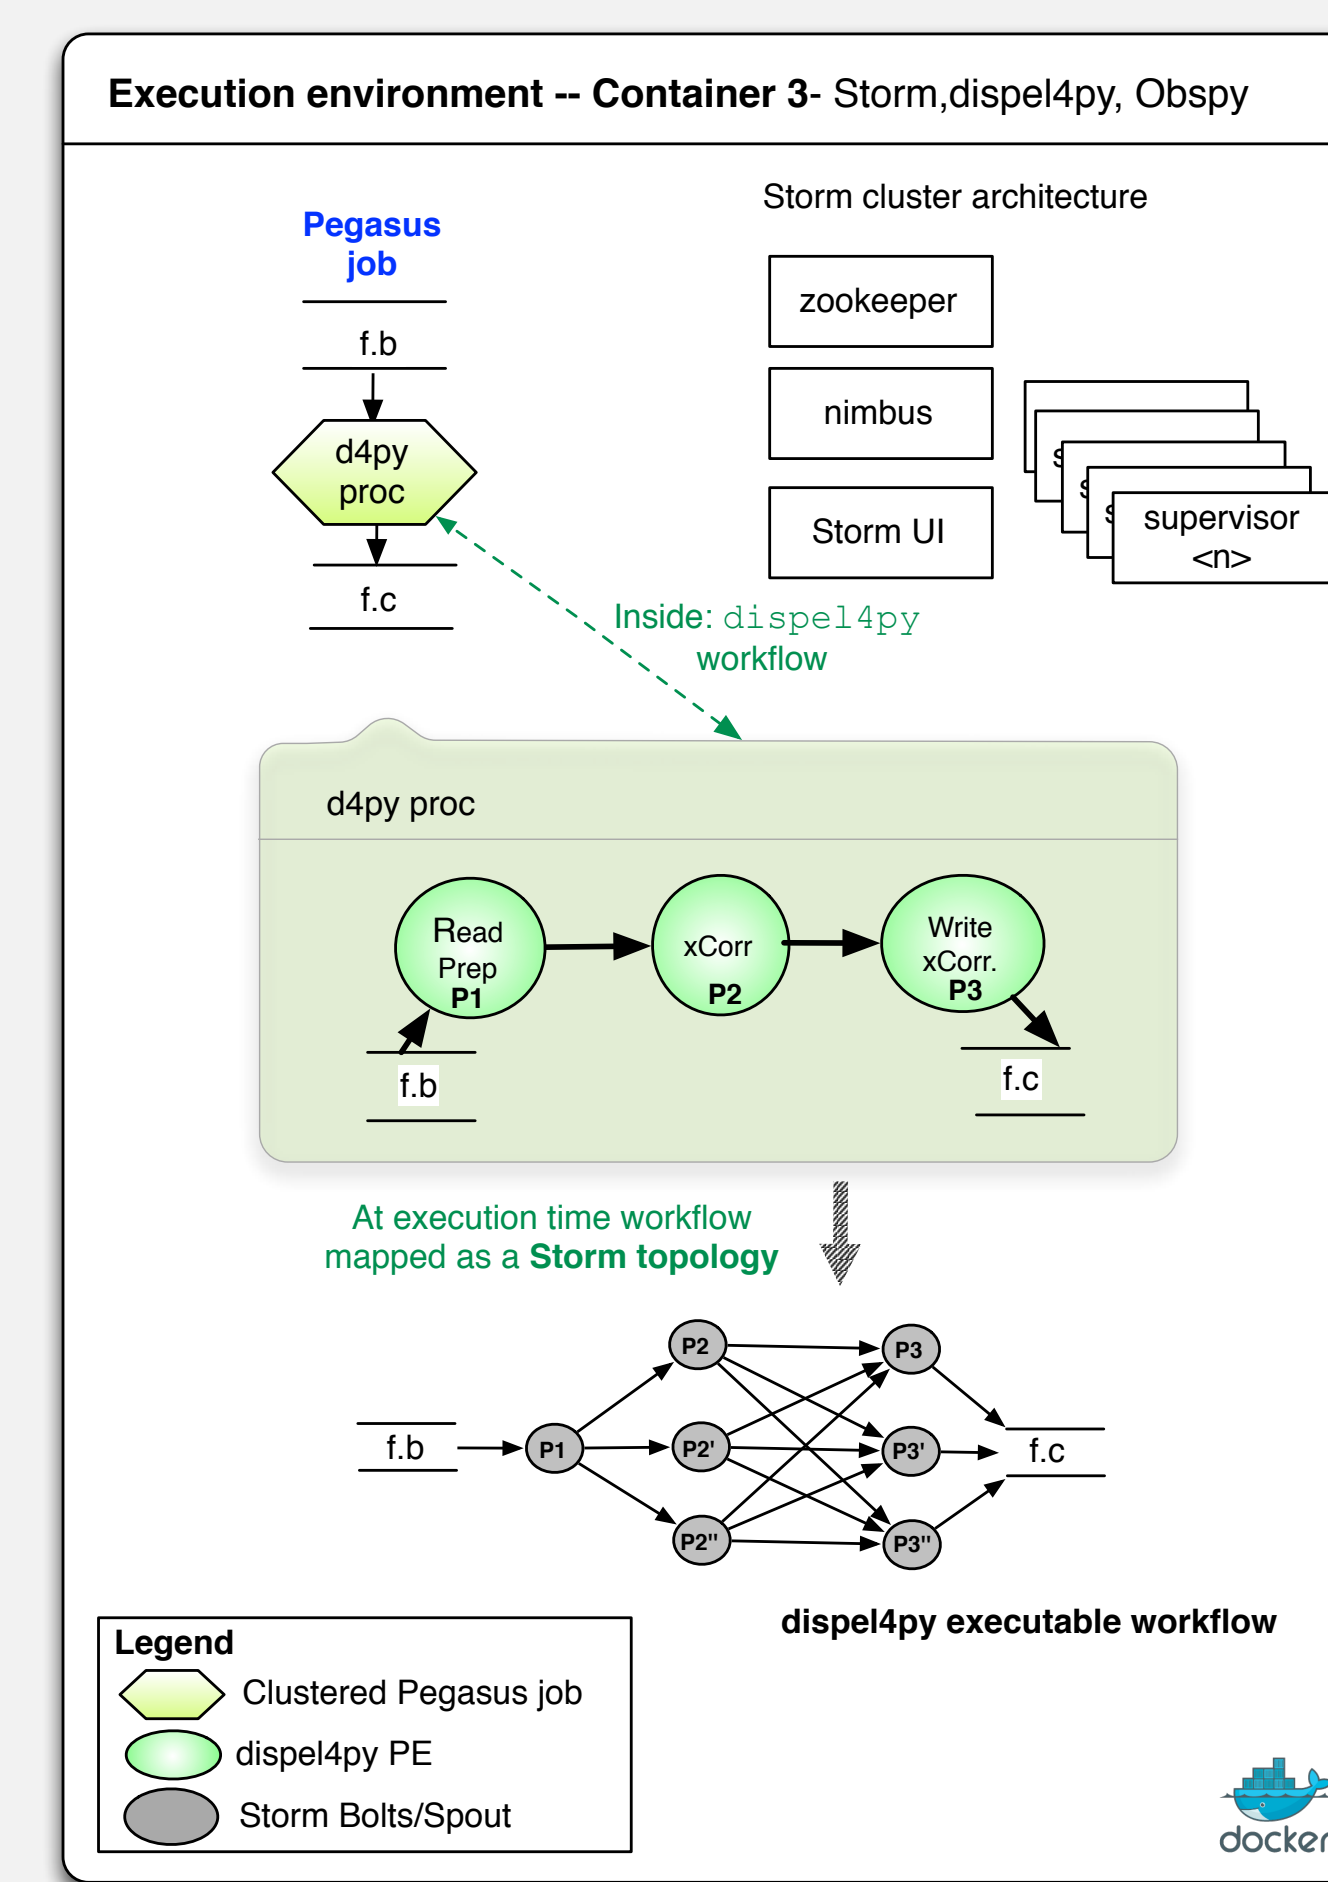 Execution environment -- Container 3- Storm,dispel4py, Obspy
Pegasus
job
f.b
d4py
proc
f.c
Storm cluster architecture
zookeeper
nimbus
Storm UI
s
s
s
supervisor
<n>
Inside: dispel4py
workflow
d4py proc
Read
Prep
P1
xCorr
P2
Write
xCorr.
P3
f.b
f.c
At execution time workflow
mapped as a Storm topology
P2
P3
f.b
P1
P2'
P3'
f.c
P2"
P3"
dispel4py executable workflow
Legend
Clustered Pegasus job
dispel4py PE
Storm Bolts/Spout
docker